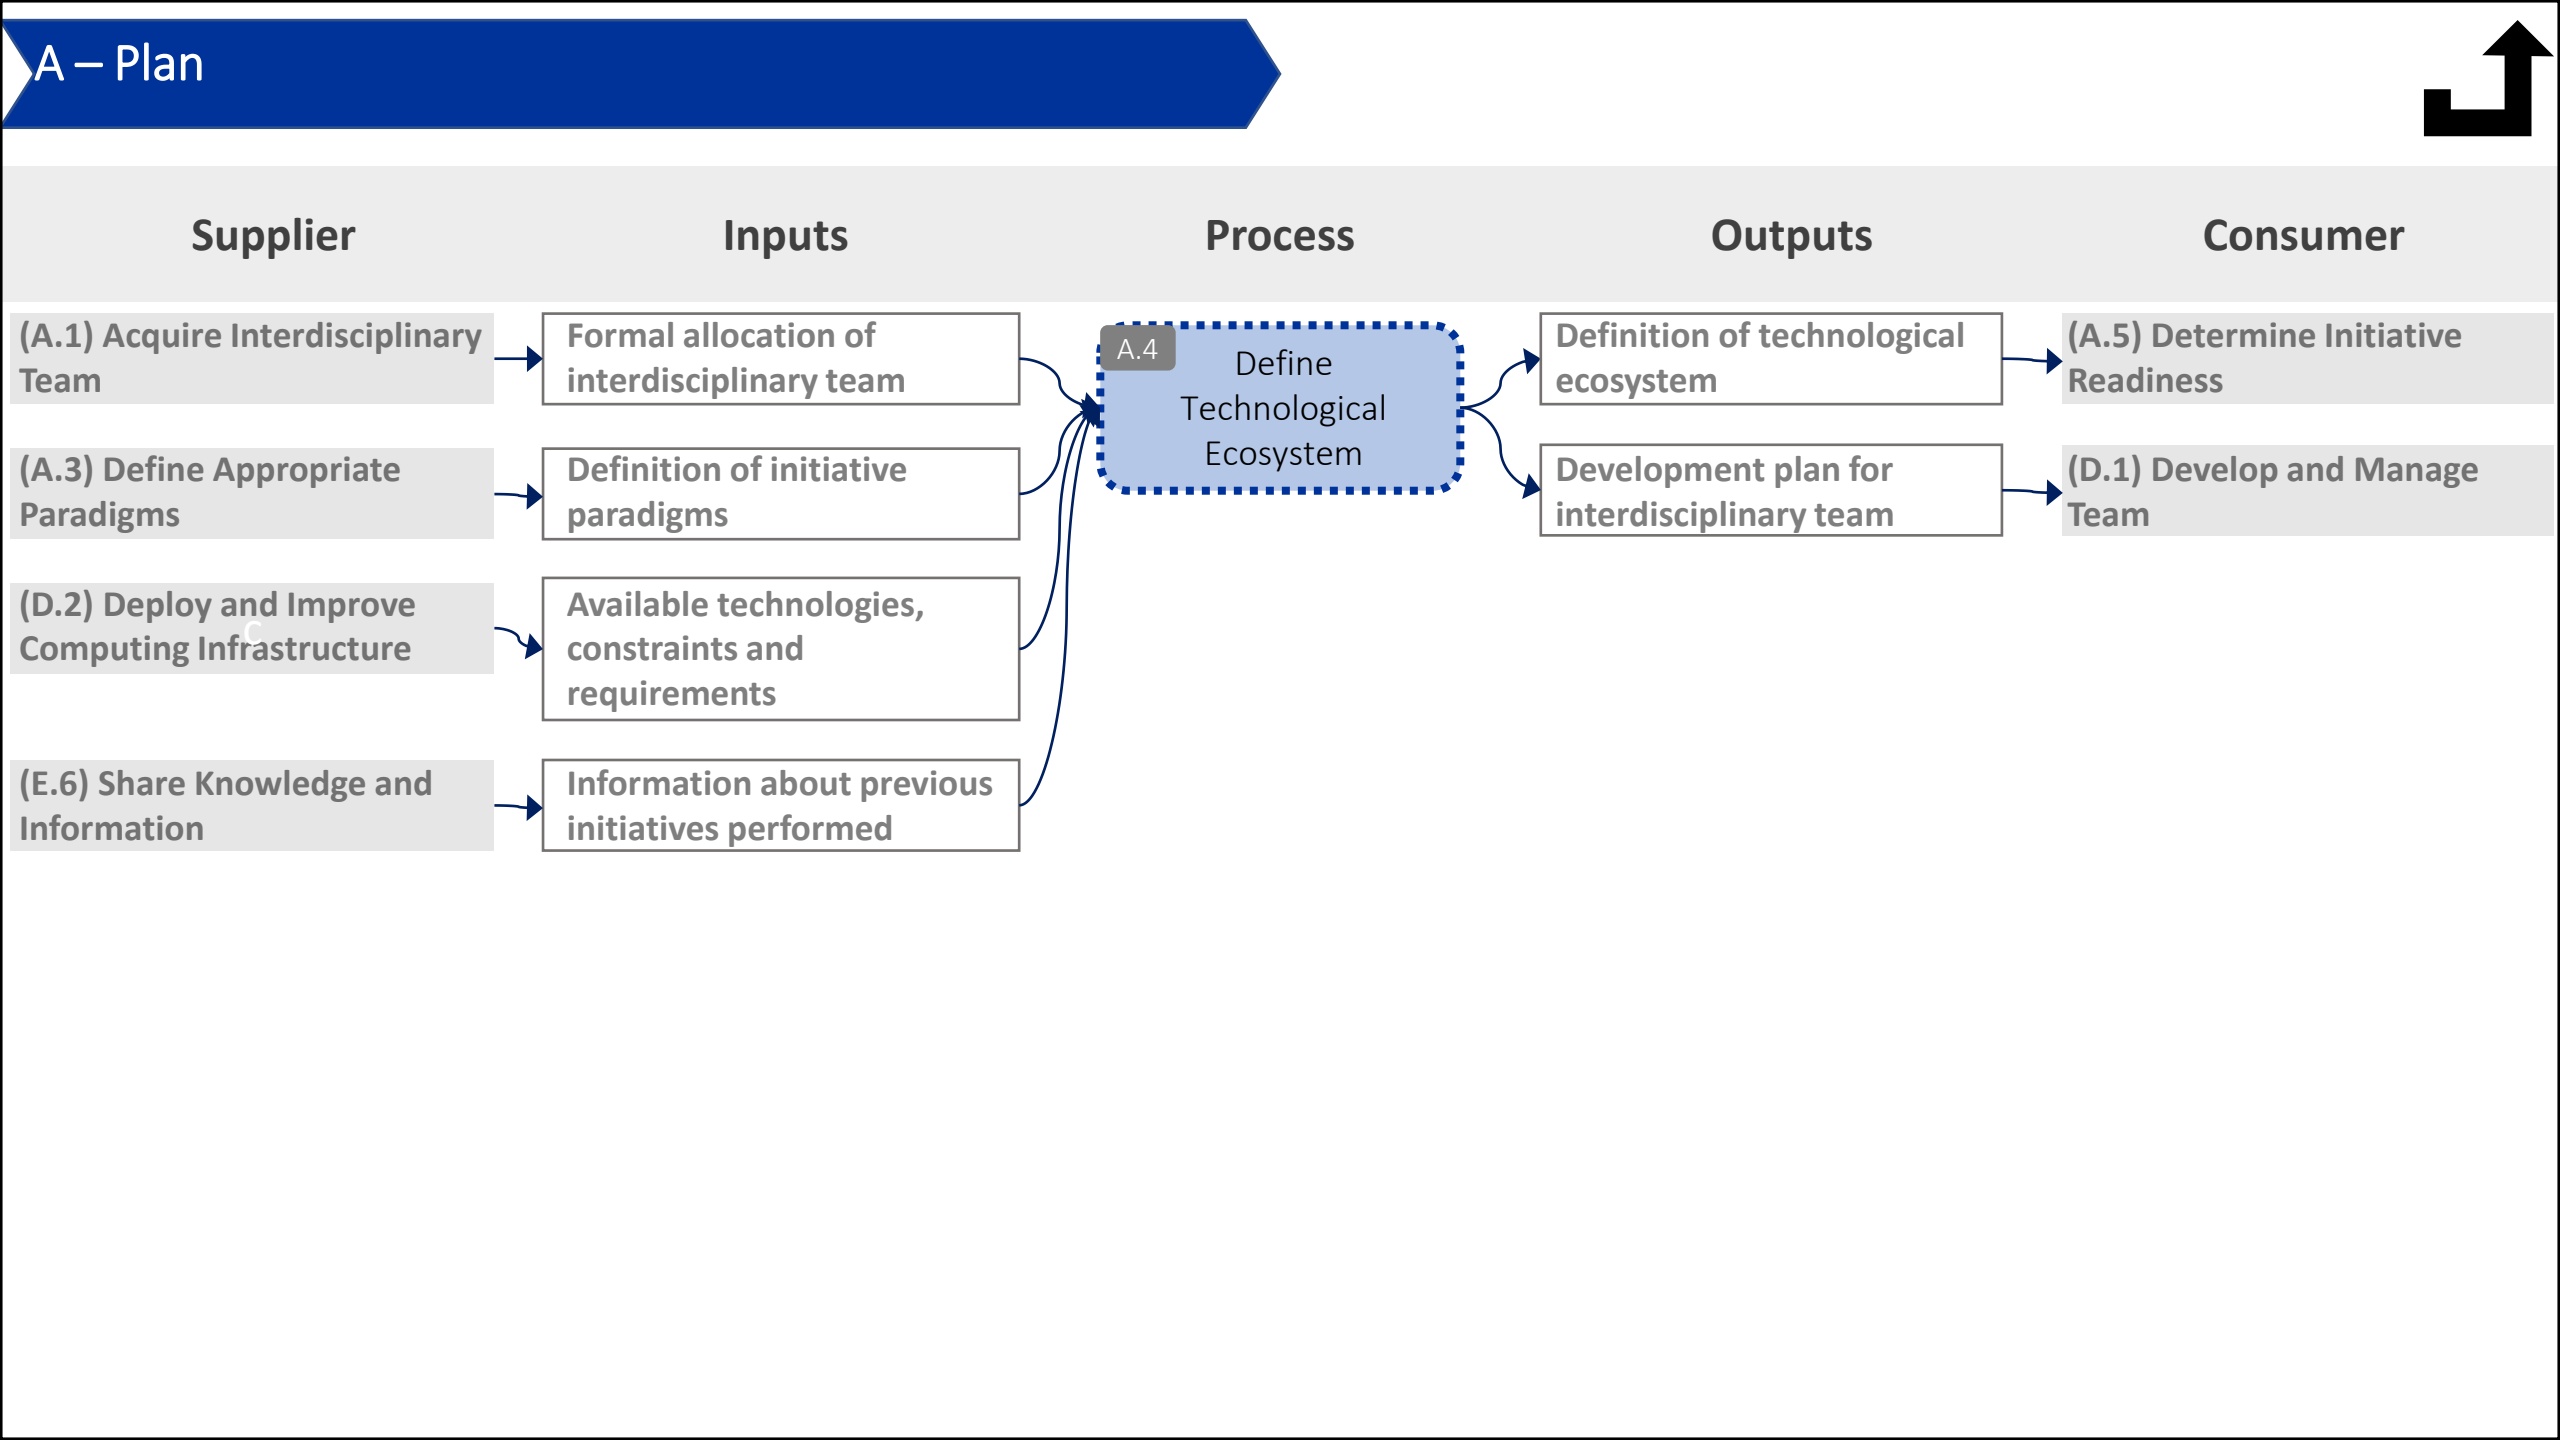 A – Plan
Supplier
Inputs
Process
Outputs
Consumer
(A.1) Acquire Interdisciplinary
Team
Formal allocation of
interdisciplinary team
A.4
Define
Technological
Ecosystem
Definition of technological
ecosystem
(A.5) Determine Initiative
Readiness
(A.3) Define Appropriate
Paradigms
Definition of initiative
paradigms
Development plan for
interdisciplinary team
(D.1) Develop and Manage
Team
(D.2) Deploy and Improve
Computing Infrastructure
C
Available technologies,
constraints and
requirements
(E.6) Share Knowledge and
Information
Information about previous
initiatives performed